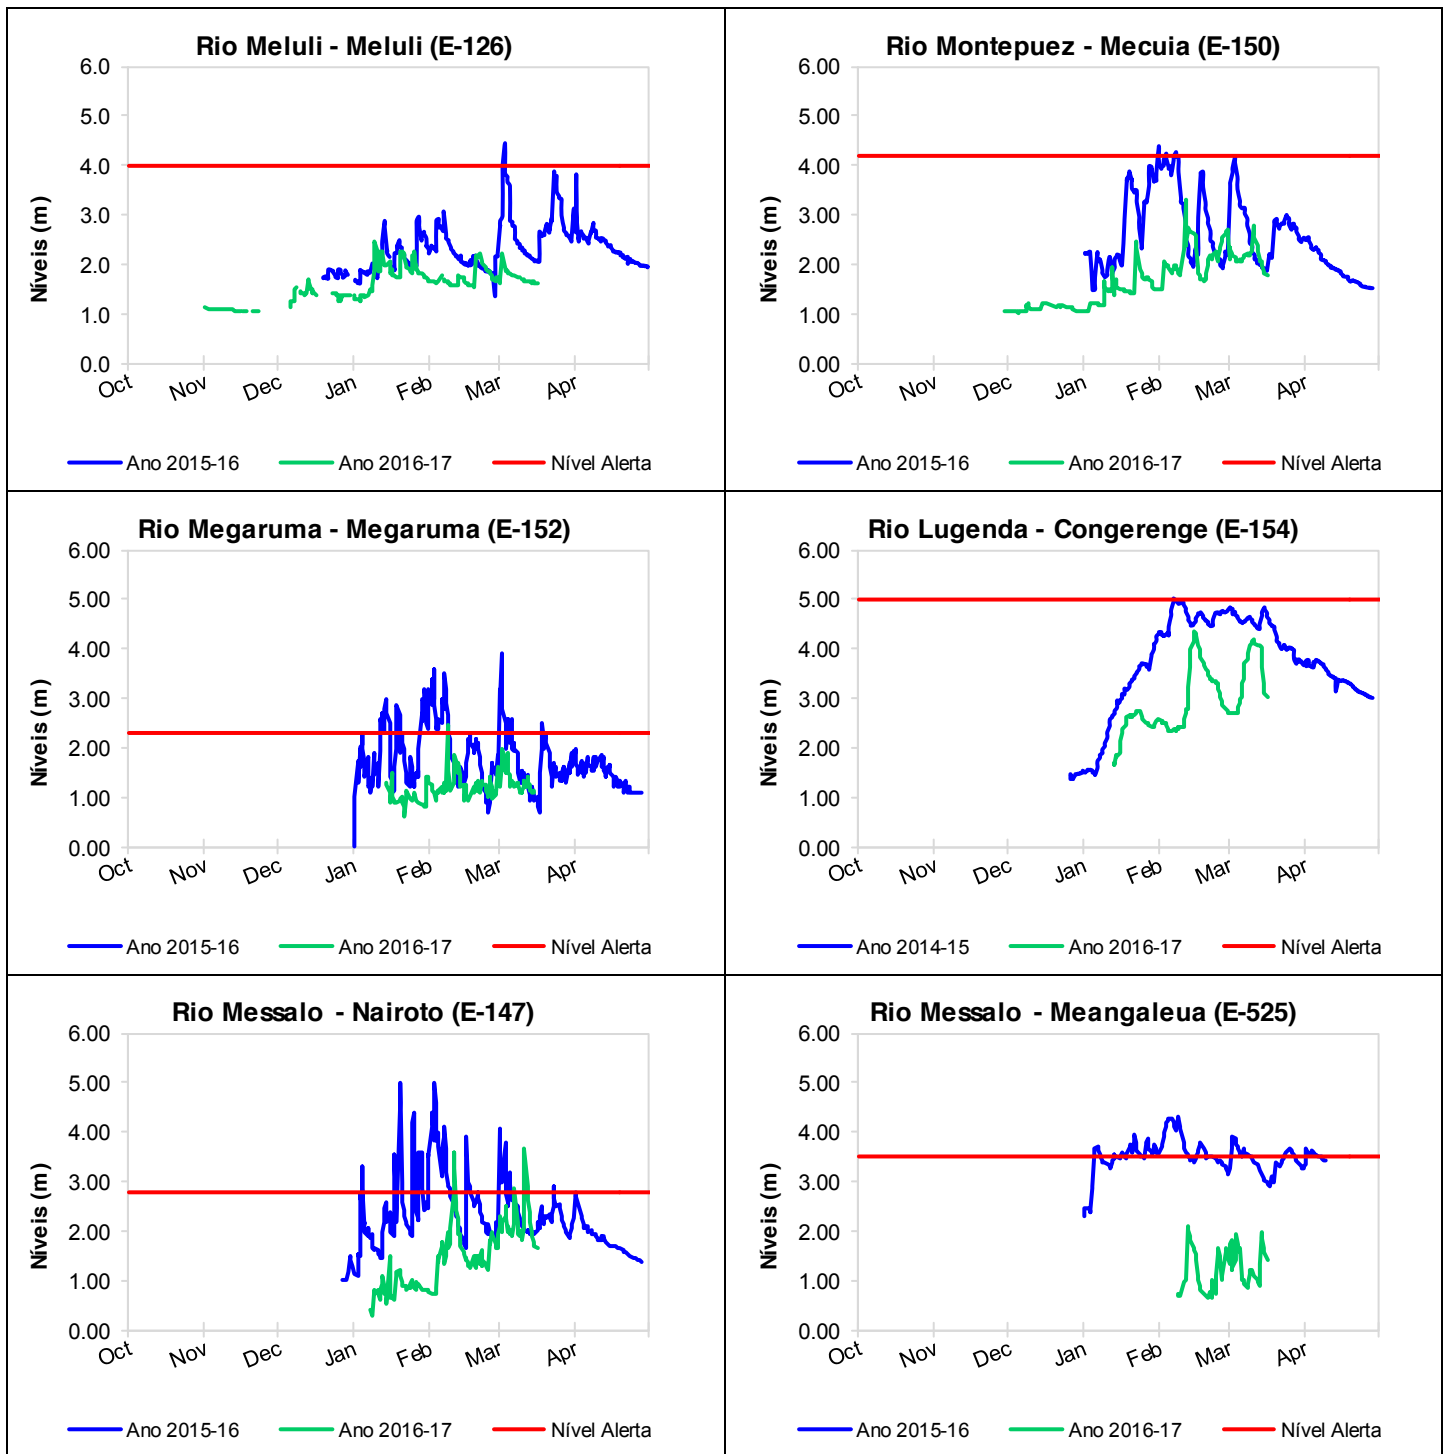 Rio Meluli - Meluli (E-126)
6.0
5.0
4.0
3.0
2.0
1.0
0.0
Níveis (m)
Oct Nov Dec Jan Feb Mar Apr
Ano 2015-16 Ano 2016-17 Nível Alerta
Rio Montepuez - Mecuia (E-150)
6.00
5.00
4.00
3.00
2.00
1.00
0.00
Níveis (m)
Oct Nov Dec Jan Feb Mar Apr
Ano 2015-16 Ano 2016-17 Nível Alerta
Rio Megaruma - Megaruma (E-152)
6.00
5.00
4.00
3.00
2.00
1.00
0.00
Níveis (m)
Oct Nov Dec Jan Feb Mar Apr
Ano 2015-16 Ano 2016-17 Nível Alerta
Rio Lugenda - Congerenge (E-154)
6.00
5.00
4.00
3.00
2.00
1.00
0.00
Níveis (m)
Oct Nov Dec Jan Feb Mar Apr
Ano 2014-15 Ano 2016-17 Nível Alerta
Rio Messalo - Nairoto (E-147)
6.00
5.00
4.00
3.00
2.00
1.00
0.00
Níveis (m)
Oct Nov Dec Jan Feb Mar Apr
Ano 2015-16 Ano 2016-17 Nível Alerta
Rio Messalo - Meangaleua (E-525)
6.00
5.00
4.00
3.00
2.00
1.00
0.00
Níveis (m)
Oct Nov Dec Jan Feb Mar Apr
Ano 2015-16 Ano 2016-17 Nível Alerta